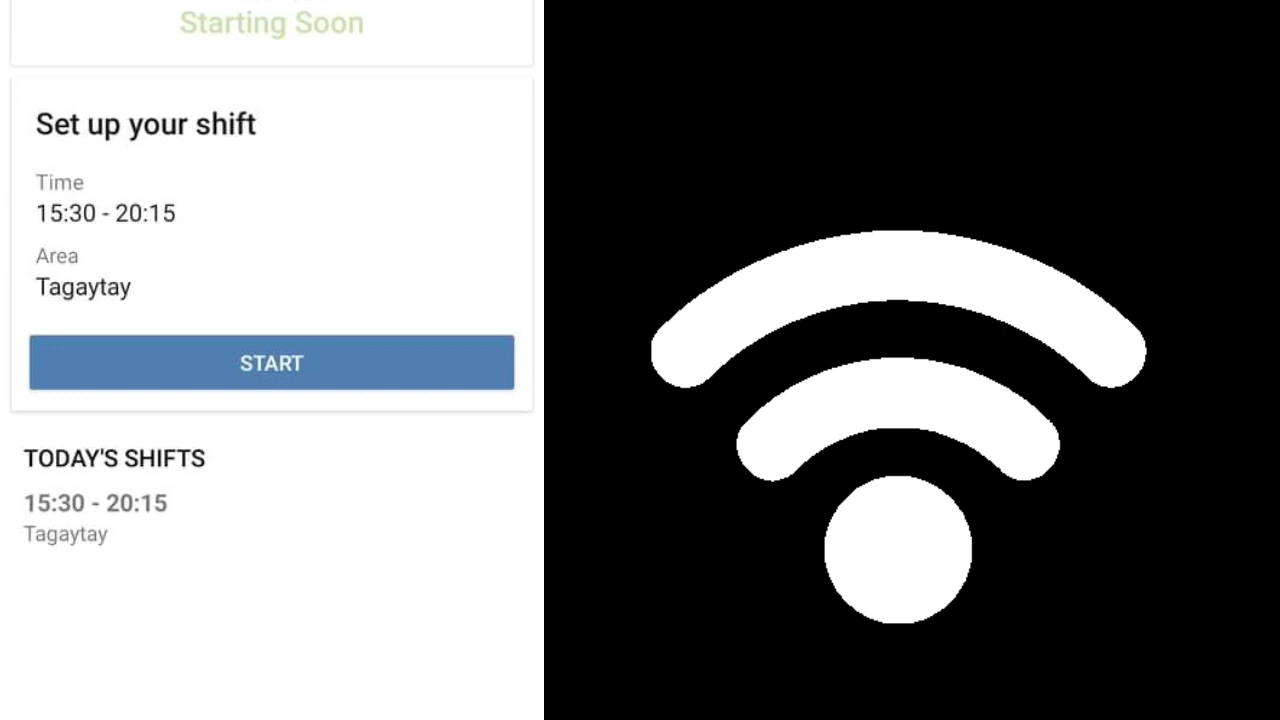 Starting Soon
Set up your shift
Time
15:30 - 20:15
Area
Tagaytay
START
TODAY'S SHIFTS
15:30 - 20:15
Tagaytay